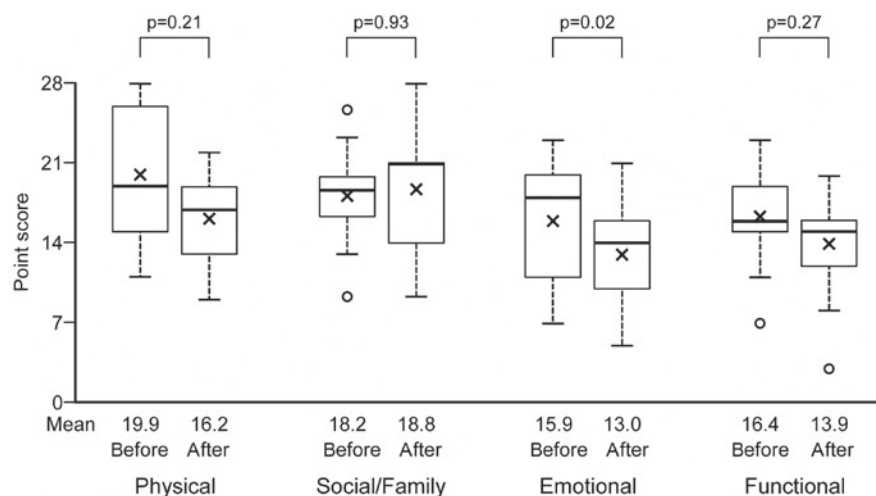 p=0.21 p=0.93 p=0.02 p=0.27
28
21
14
7
0
Point score
Mean 19.9 16.2 18.2 18.8 15.9 13.0 16.4 13.9
Before After Before After Before After Before After
Physical Social/Family Emotional Functional